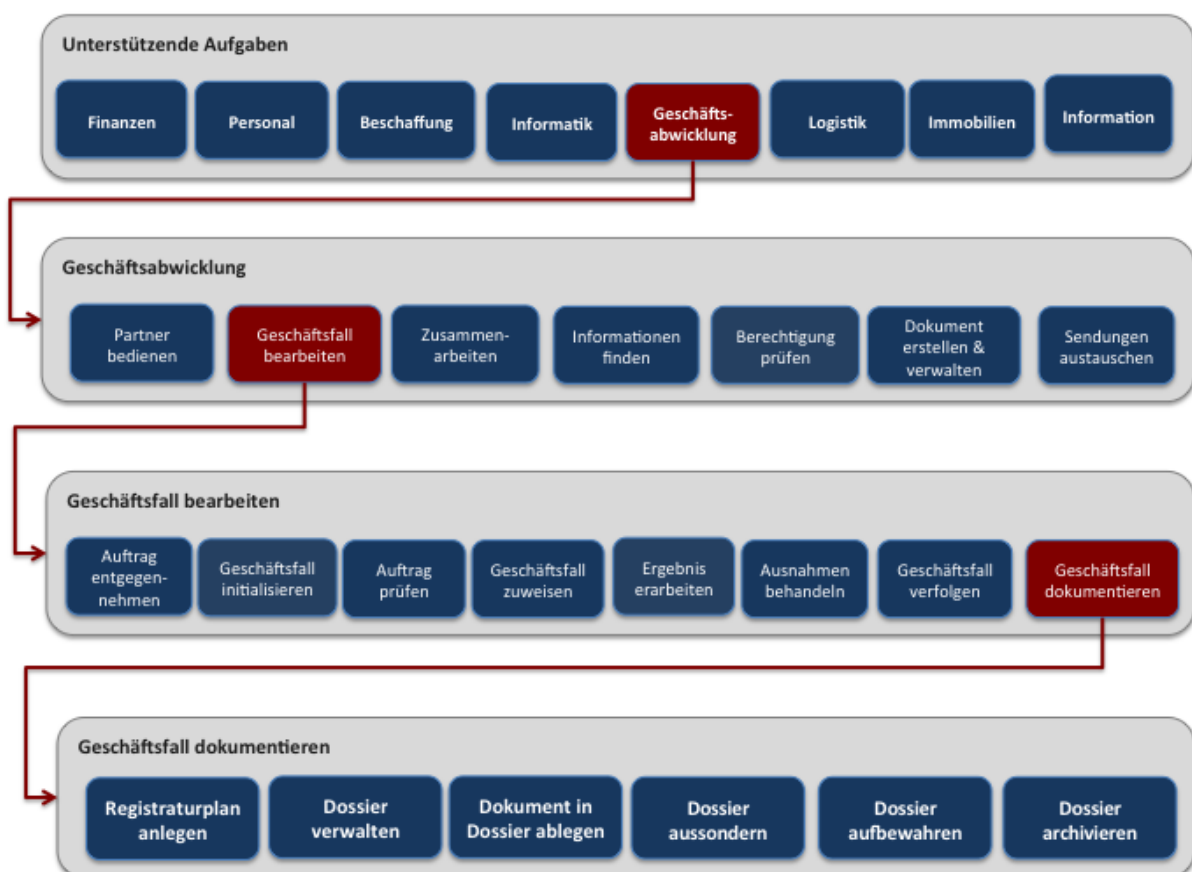 Unterstützende Aufgaben
Finanzen
Personal
Beschaffung
Informatik
Geschäfts-
abwicklung
Logistik
Immobilien
Information
Geschäftsabwicklung
Partner
bedienen
Geschäftsfall
bearbeiten
Zusammen-
arbeiten
Informationen
finden
Berechtigung
prüfen
Dokument
erstellen &
verwalten
Sendungen
austauschen
Geschäftsfall bearbeiten
Auftrag
entgegen-
nehmen
Geschäftsfall
initialisieren
Auftrag
prüfen
Geschäftsfall
zuweisen
Ergebnis
erarbeiten
Ausnahmen
behandeln
Geschäftsfall
verfolgen
Geschäftsfall
dokumentieren
Geschäftsfall dokumentieren
Registraturplan
anlegen
Dossier
verwalten
Dokument in
Dossier ablegen
Dossier
aussondern
Dossier
aufbewahren
Dossier
archivieren